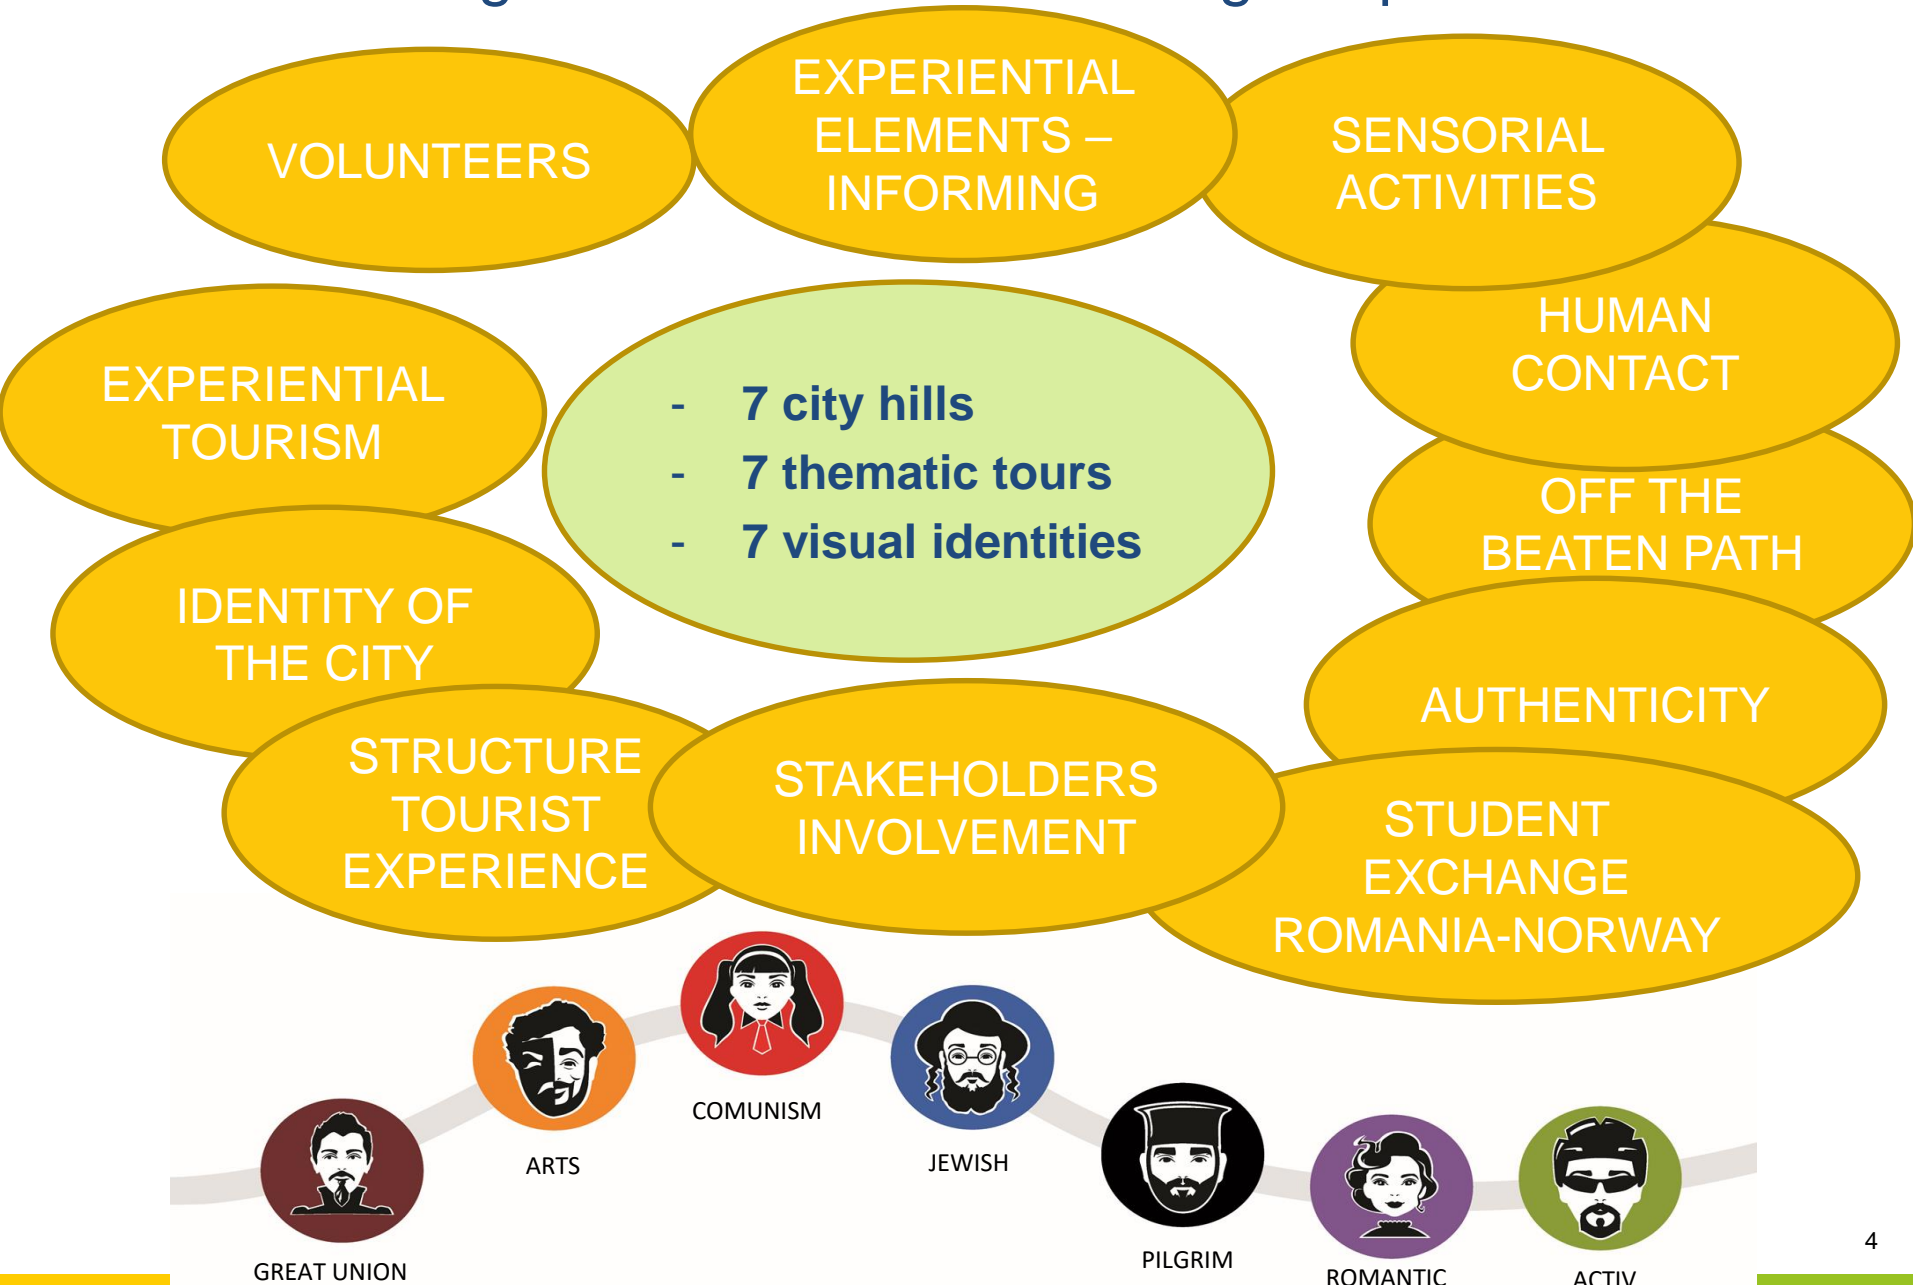 VOLUNTEERS
EXPERIENTIAL
ELEMENTS –
INFORMING
SENSORIAL
ACTIVITIES
HUMAN
CONTACT
EXPERIENTIAL
TOURISM
- 7 city hills
- 7 thematic tours
- 7 visual identities
OFF THE
BEATEN PATH
IDENTITY OF
THE CITY
AUTHENTICITY
STRUCTURE
TOURIST
EXPERIENCE
STAKEHOLDERS
INVOLVEMENT
STUDENT
EXCHANGE
ROMANIA-NORWAY
GREAT UNION
ARTS
COMUNISM
JEWISH
PILGRIM
ROMANTIC
ACTIV
4